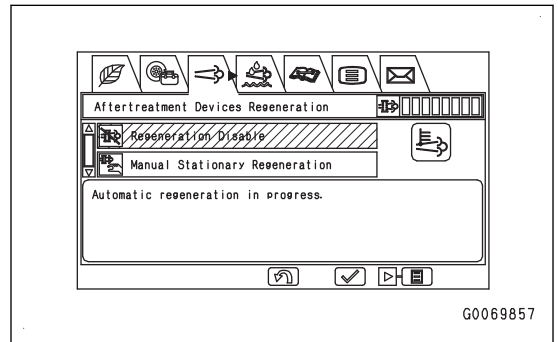 Aftertreatment Devices Regeneration
Regeneration Disable
Manual Stationary Regeneration
Automatic regeneration in progress.
G0069857